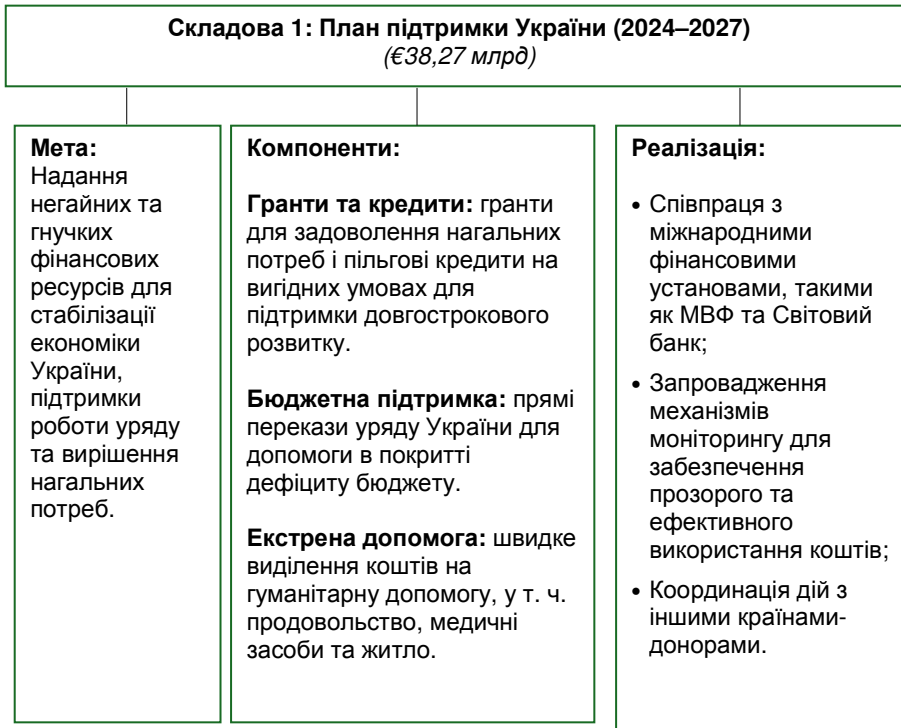 Складова 1: План підтримки України (2024–2027)
(€38,27 млрд)
Мета:
Надання
негайних та
гнучких
фінансових
ресурсів для
стабілізації
економіки
України,
підтримки
роботи уряду
та вирішення
нагальних
потреб.
Компоненти:
Гранти та кредити: гранти
для задоволення нагальних
потреб і пільгові кредити на
вигідних умовах для
підтримки довгострокового
розвитку.
Бюджетна підтримка: прямі
перекази уряду України для
допомоги в покритті
дефіциту бюджету.
Екстрена допомога: швидке
виділення коштів на
гуманітарну допомогу, у т. ч.
продовольство, медичні
засоби та житло.
Реалізація:
• Співпраця з
міжнародними
фінансовими
установами, такими
як МВФ та Світовий
банк;
• Запровадження
механізмів
моніторингу для
забезпечення
прозорого та
ефективного
використання коштів;
• Координація дій з
іншими країнами-
донорами.